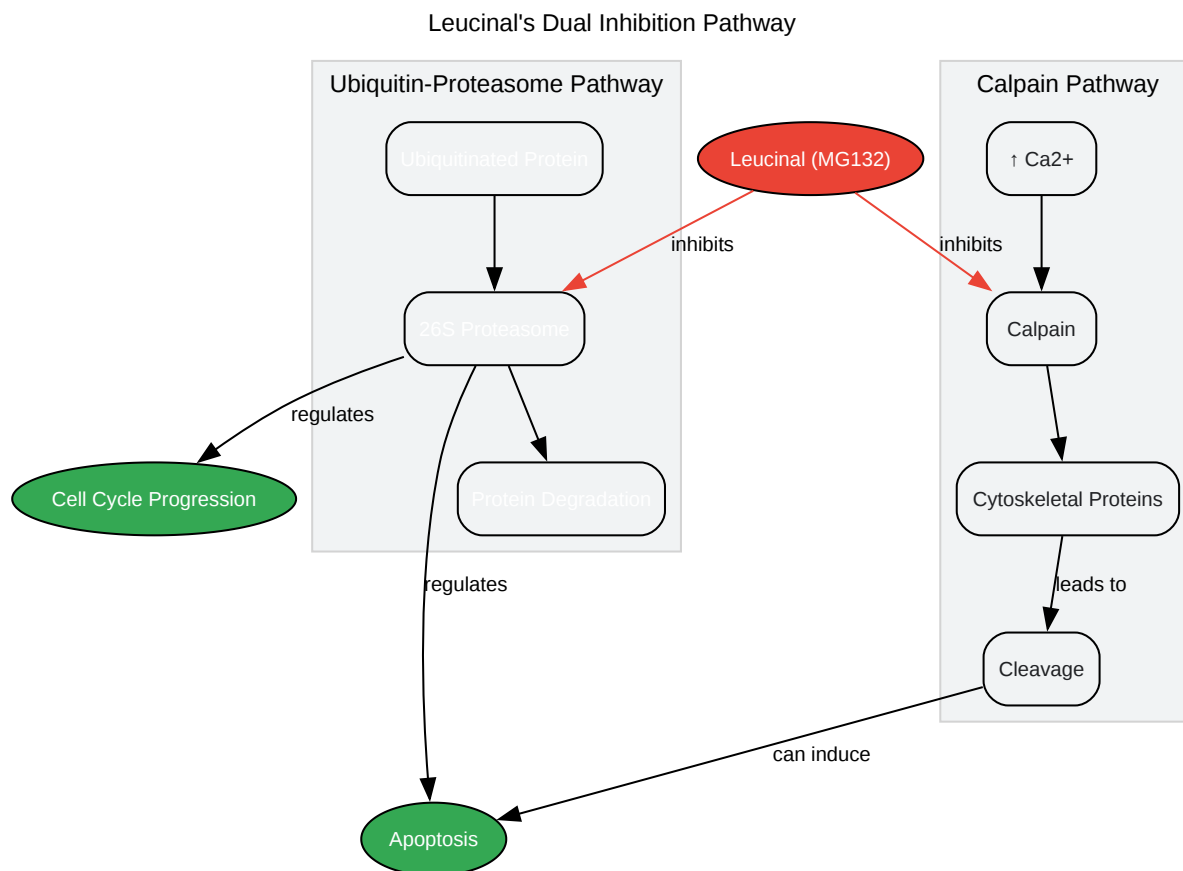 Leucinal's Dual Inhibition Pathway
Ubiquitin-Proteasome Pathway
Calpain Pathway
Ubiquitinated Protein
Leucinal (MG132)
↑ Ca2+
inhibits
inhibits
26S Proteasome
Calpain
regulates
Cell Cycle Progression
Protein Degradation
Cytoskeletal Proteins
regulates
leads to
Cleavage
can induce
Apoptosis